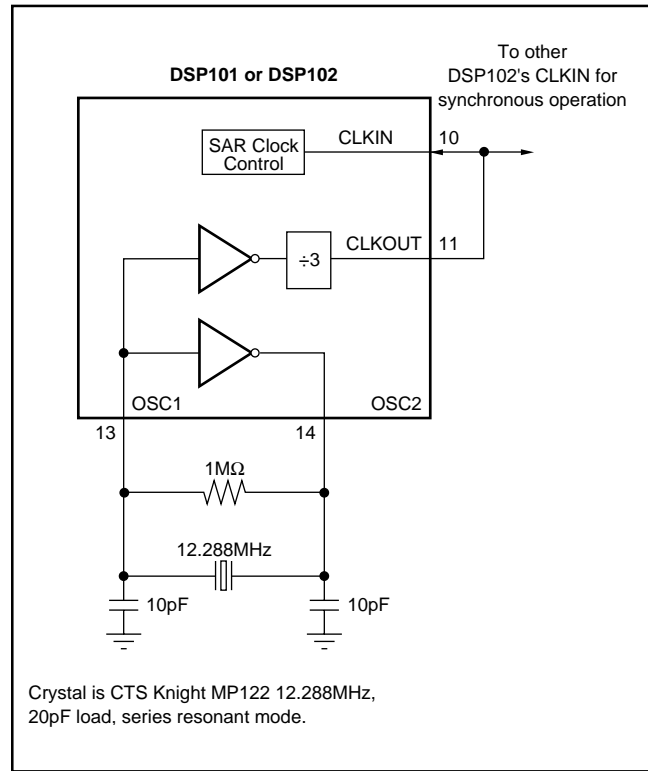 To other
DSP102's CLKIN for
synchronous operation
DSP101 or DSP102
SAR Clock
Control
CLKIN
10
÷3
CLKOUT
11
OSC1
OSC2
13
14
1MΩ
12.288MHz
10pF
10pF
Crystal is CTS Knight MP122 12.288MHz,
20pF load, series resonant mode.